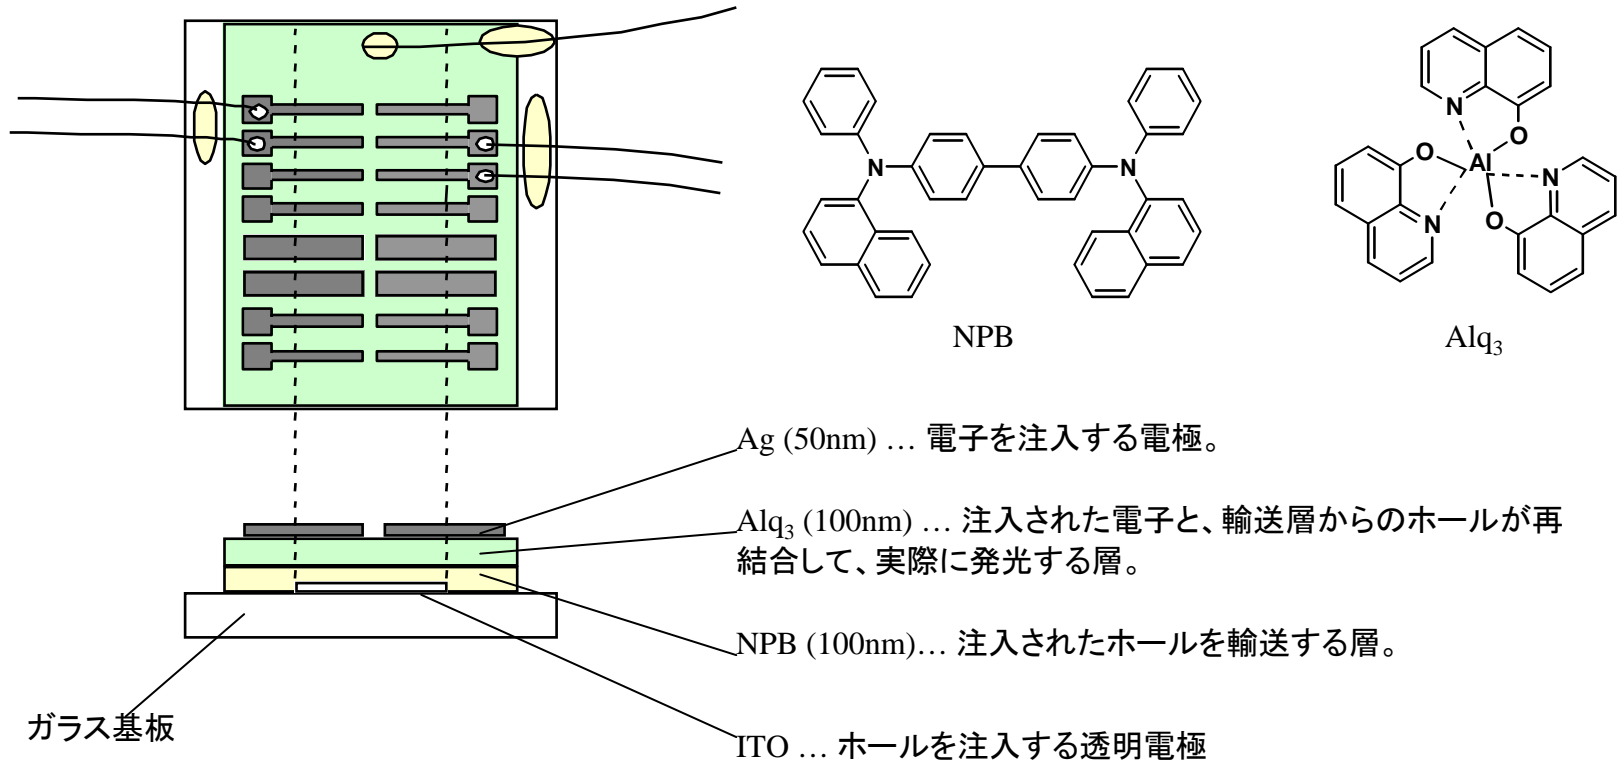 N
N
NPB
N
O
O
Al
N
N
O
Alq₃
Ag (50nm) … 電子を注入する電極。
Alq₃ (100nm) … 注入された電子と、輸送層からのホールが再
結合して、実際に発光する層。
NPB (100nm)… 注入されたホールを輸送する層。
ガラス基板
ITO … ホールを注入する透明電極